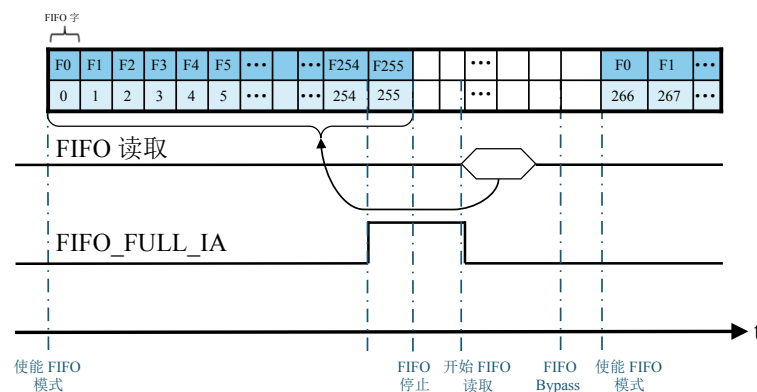 FIFO 字
F0 F1 F2 F3 F4 F5 ••• ••• F254 F255 ••• F0 F1 •••
0 1 2 3 4 5 ••• ••• 254 255 ••• 266 267 •••
FIFO 读取
FIFO_FULL_IA
t
使能 FIFO
模式
FIFO
停止
开始 FIFO
读取
FIFO
Bypass
使能 FIFO
模式